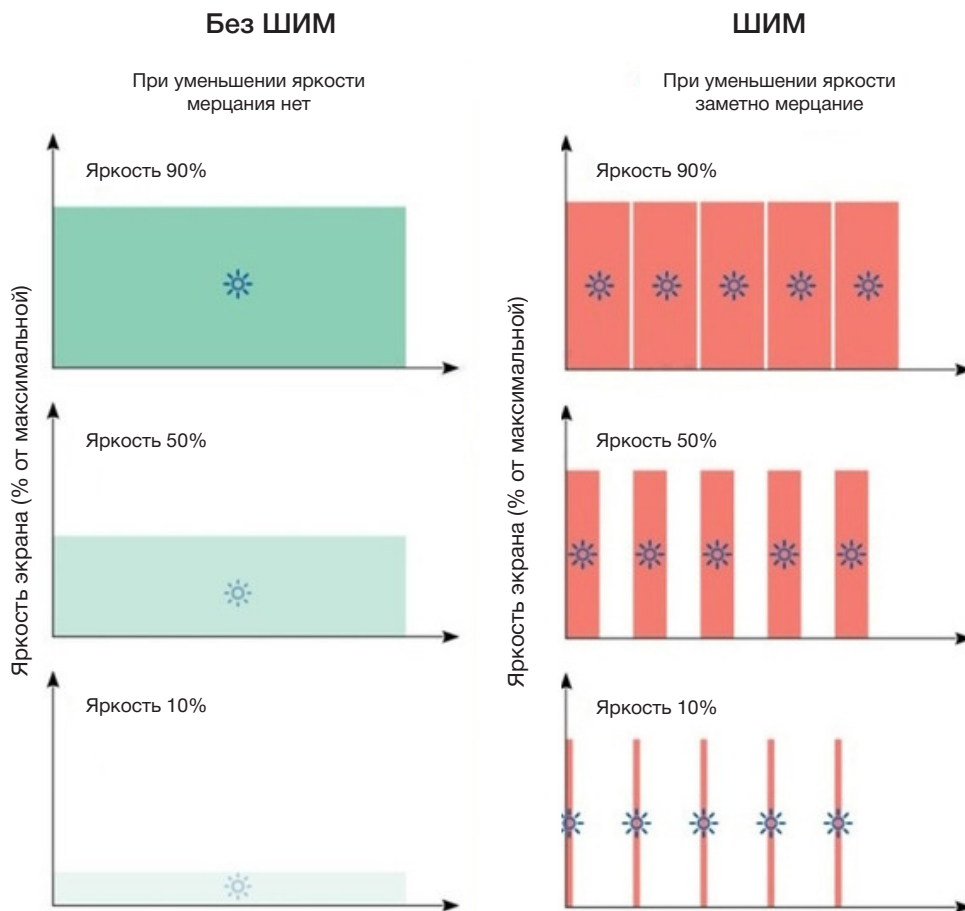 Без ШИМ
При уменьшении яркости
мерцания нет
Яркость экрана (% от максимальной)
Яркость 90%
Яркость 50%
Яркость 10%
ШИМ
При уменьшении яркости
заметно мерцание
Яркость экрана (% от максимальной)
Яркость 90%
Яркость 50%
Яркость 10%